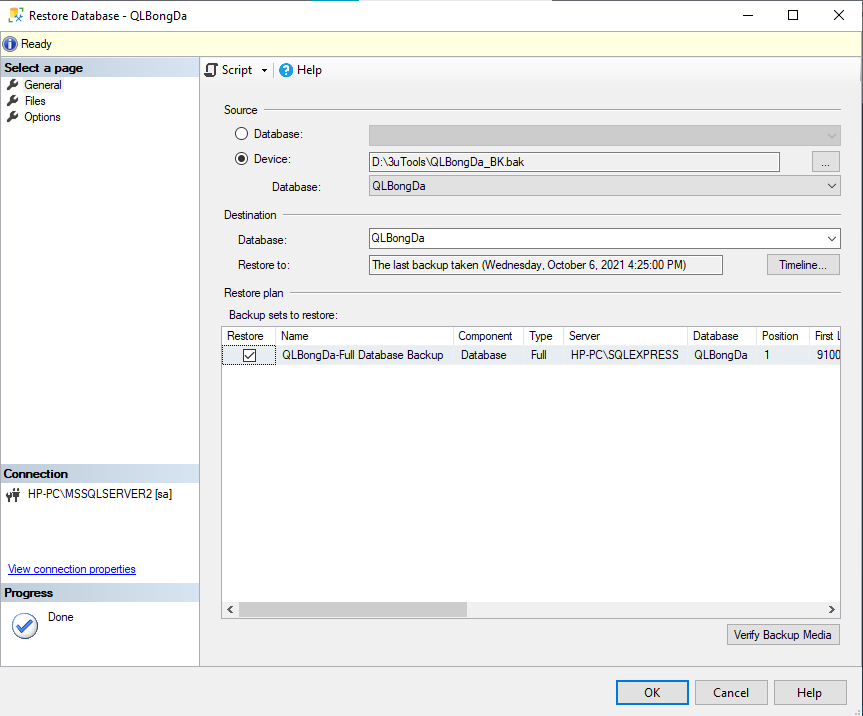 Restore Database - QLBongDa
Ready
Select a page
General
Files
Options
Script
Help
Source
Database:
Device:
D:\3uTools\QLBongDa_BK.bak
...
Database:
QLBongDa
Destination
Database:
QLBongDa
Restore to:
The last backup taken (Wednesday, October 6, 2021 4:25:00 PM)
Timeline...
Restore plan
Backup sets to restore:
Restore Name Component Type Server Database Position First L
QLBongDa-Full Database Backup Database Full HP-PC\SQLEXPRESS QLBongDa 1 9100
Connection
HP-PC\MSSQLSERVER2 [sa]
View connection properties
Progress
Done
Verify Backup Media
OK
Cancel
Help